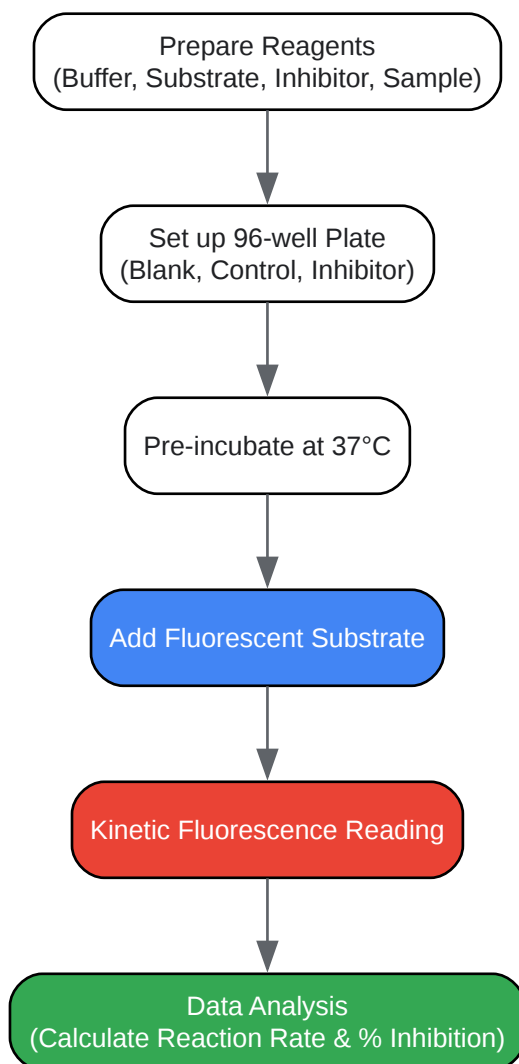 Prepare Reagents
(Buffer, Substrate, Inhibitor, Sample)
Set up 96-well Plate
(Blank, Control, Inhibitor)
Pre-incubate at 37°C
Add Fluorescent Substrate
Kinetic Fluorescence Reading
Data Analysis
(Calculate Reaction Rate & % Inhibition)